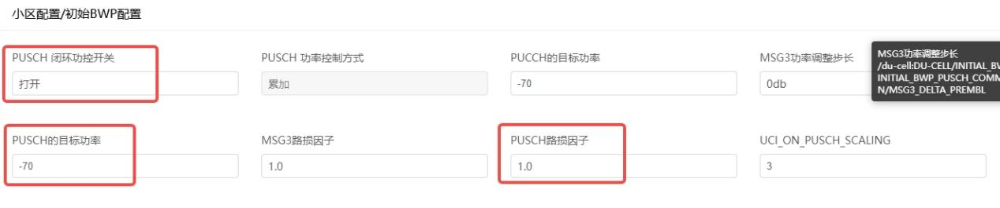 小区配置/初始BWP配置
PUSCH 闭环功控开关
打开
PUSCH 功率控制方式
累加
PUCCH的目标功率
-70
MSG3功率调整步长
0db
MSG3功率调整步长
/du-cell:DU-CELL/INITIAL_BW
INITIAL_BWP_PUSCH_COMM
N/MSG3_DELTA_PREMBL
PUSCH的目标功率
-70
MSG3路损因子
1.0
PUSCH路损因子
1.0
UCI_ON_PUSCH_SCALING
3